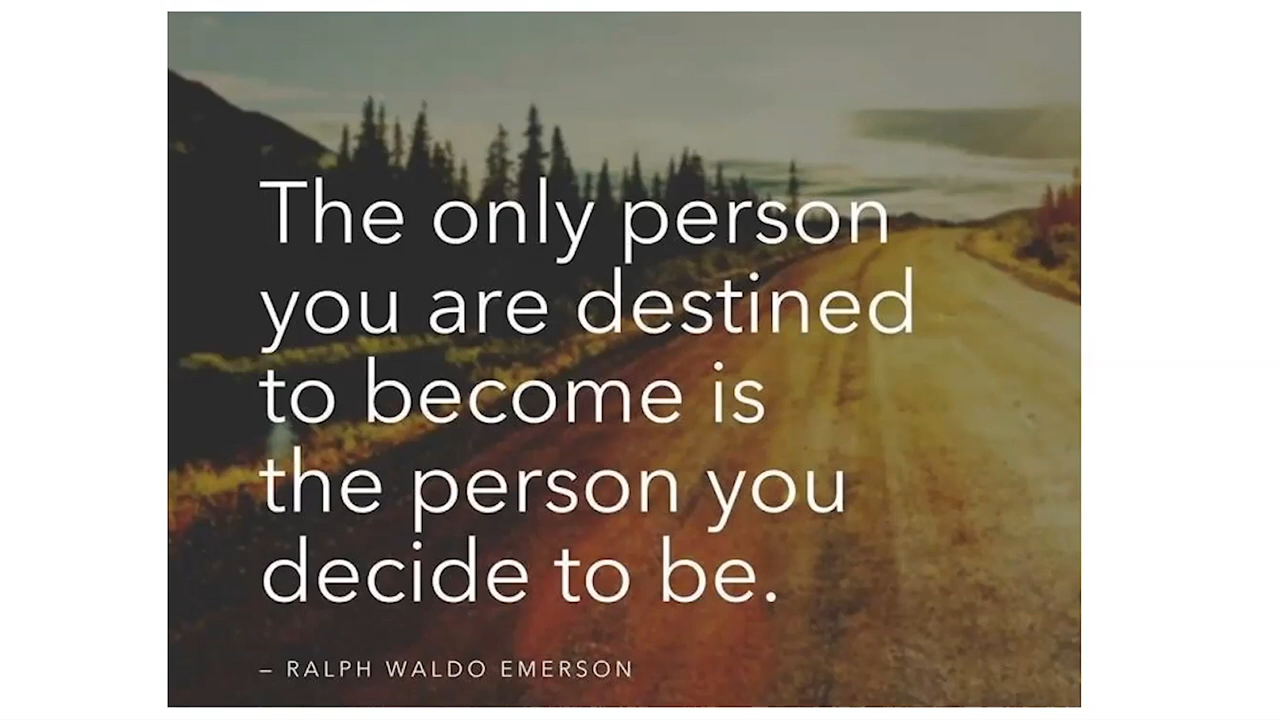 The only person
you are destined
to become is
the person you
decide to be.
– RALPH WALDO EMERSON